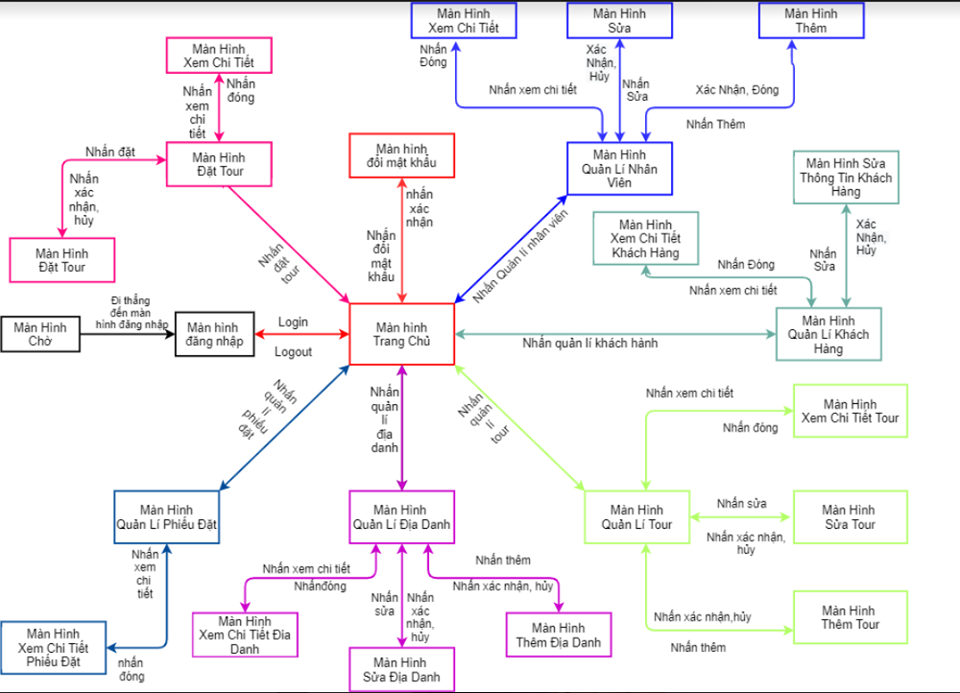 Màn Hình
Xem Chi Tiết
Màn Hình
Sửa
Màn Hình
Thêm
Nhấn
Đóng
Xác
Nhận,
Hủy
Nhấn xem chi tiết
Nhấn
Sửa
Xác Nhận, Đóng
Nhấn Thêm
Màn Hình
Xem Chi Tiết
Nhấn
xem
chi
tiết
Nhấn
đóng
Màn Hình
Đặt Tour
Nhấn đặt
Nhấn
xác
nhận,
hủy
Màn Hình
Đặt Tour
Nhấn
đặt
tour
Màn hình
đổi mật khẩu
nhấn
xác
nhận
Nhấn
đổi
mật
khẩu
Màn Hình
Quản Lí Nhân
Viên
Nhấn Quản lí nhân viên
Màn Hình Sửa
Thông Tin Khách
Hàng
Màn Hình
Xem Chi Tiết
Khách Hàng
Xác
Nhận,
Hủy
Nhấn
Sửa
Nhấn Đóng
Nhấn xem chi tiết
Màn Hình
Chờ
Đi thẳng
đến màn
hình đăng nhập
Màn hình
đăng nhập
Login
Logout
Màn hình
Trang Chủ
Nhấn quản lí khách hành
Màn Hình
Quản Lí Khách
Hàng
Nhấn
quản
lí
phiếu
đặt
Nhấn
quản
lí
địa
danh
Nhấn
quản
lí
tour
Nhấn xem chi tiết
Nhấn đóng
Màn Hình
Xem Chi Tiết Tour
Màn Hình
Quản Lí Phiếu Đặt
Màn Hình
Quản Lí Địa Danh
Màn Hình
Quản Lí Tour
Nhấn sửa
Nhấn xác nhận,
hủy
Màn Hình
Sửa Tour
Nhấn
xem
chi
tiết
Nhấn xem chi tiết
Nhấnđòng
Nhấn
sửa
Nhấn
xác
nhận,
hủy
Nhấn thêm
Nhấn xác nhận, hủy
Nhấn xác nhận,hủy
Nhấn thêm
Màn Hình
Thêm Tour
Màn Hình
Xem Chi Tiết
Phiếu Đặt
nhấn
đóng
Màn Hình
Xem Chi Tiết Địa
Danh
Màn Hình
Sửa Địa Danh
Màn Hình
Thêm Địa Danh